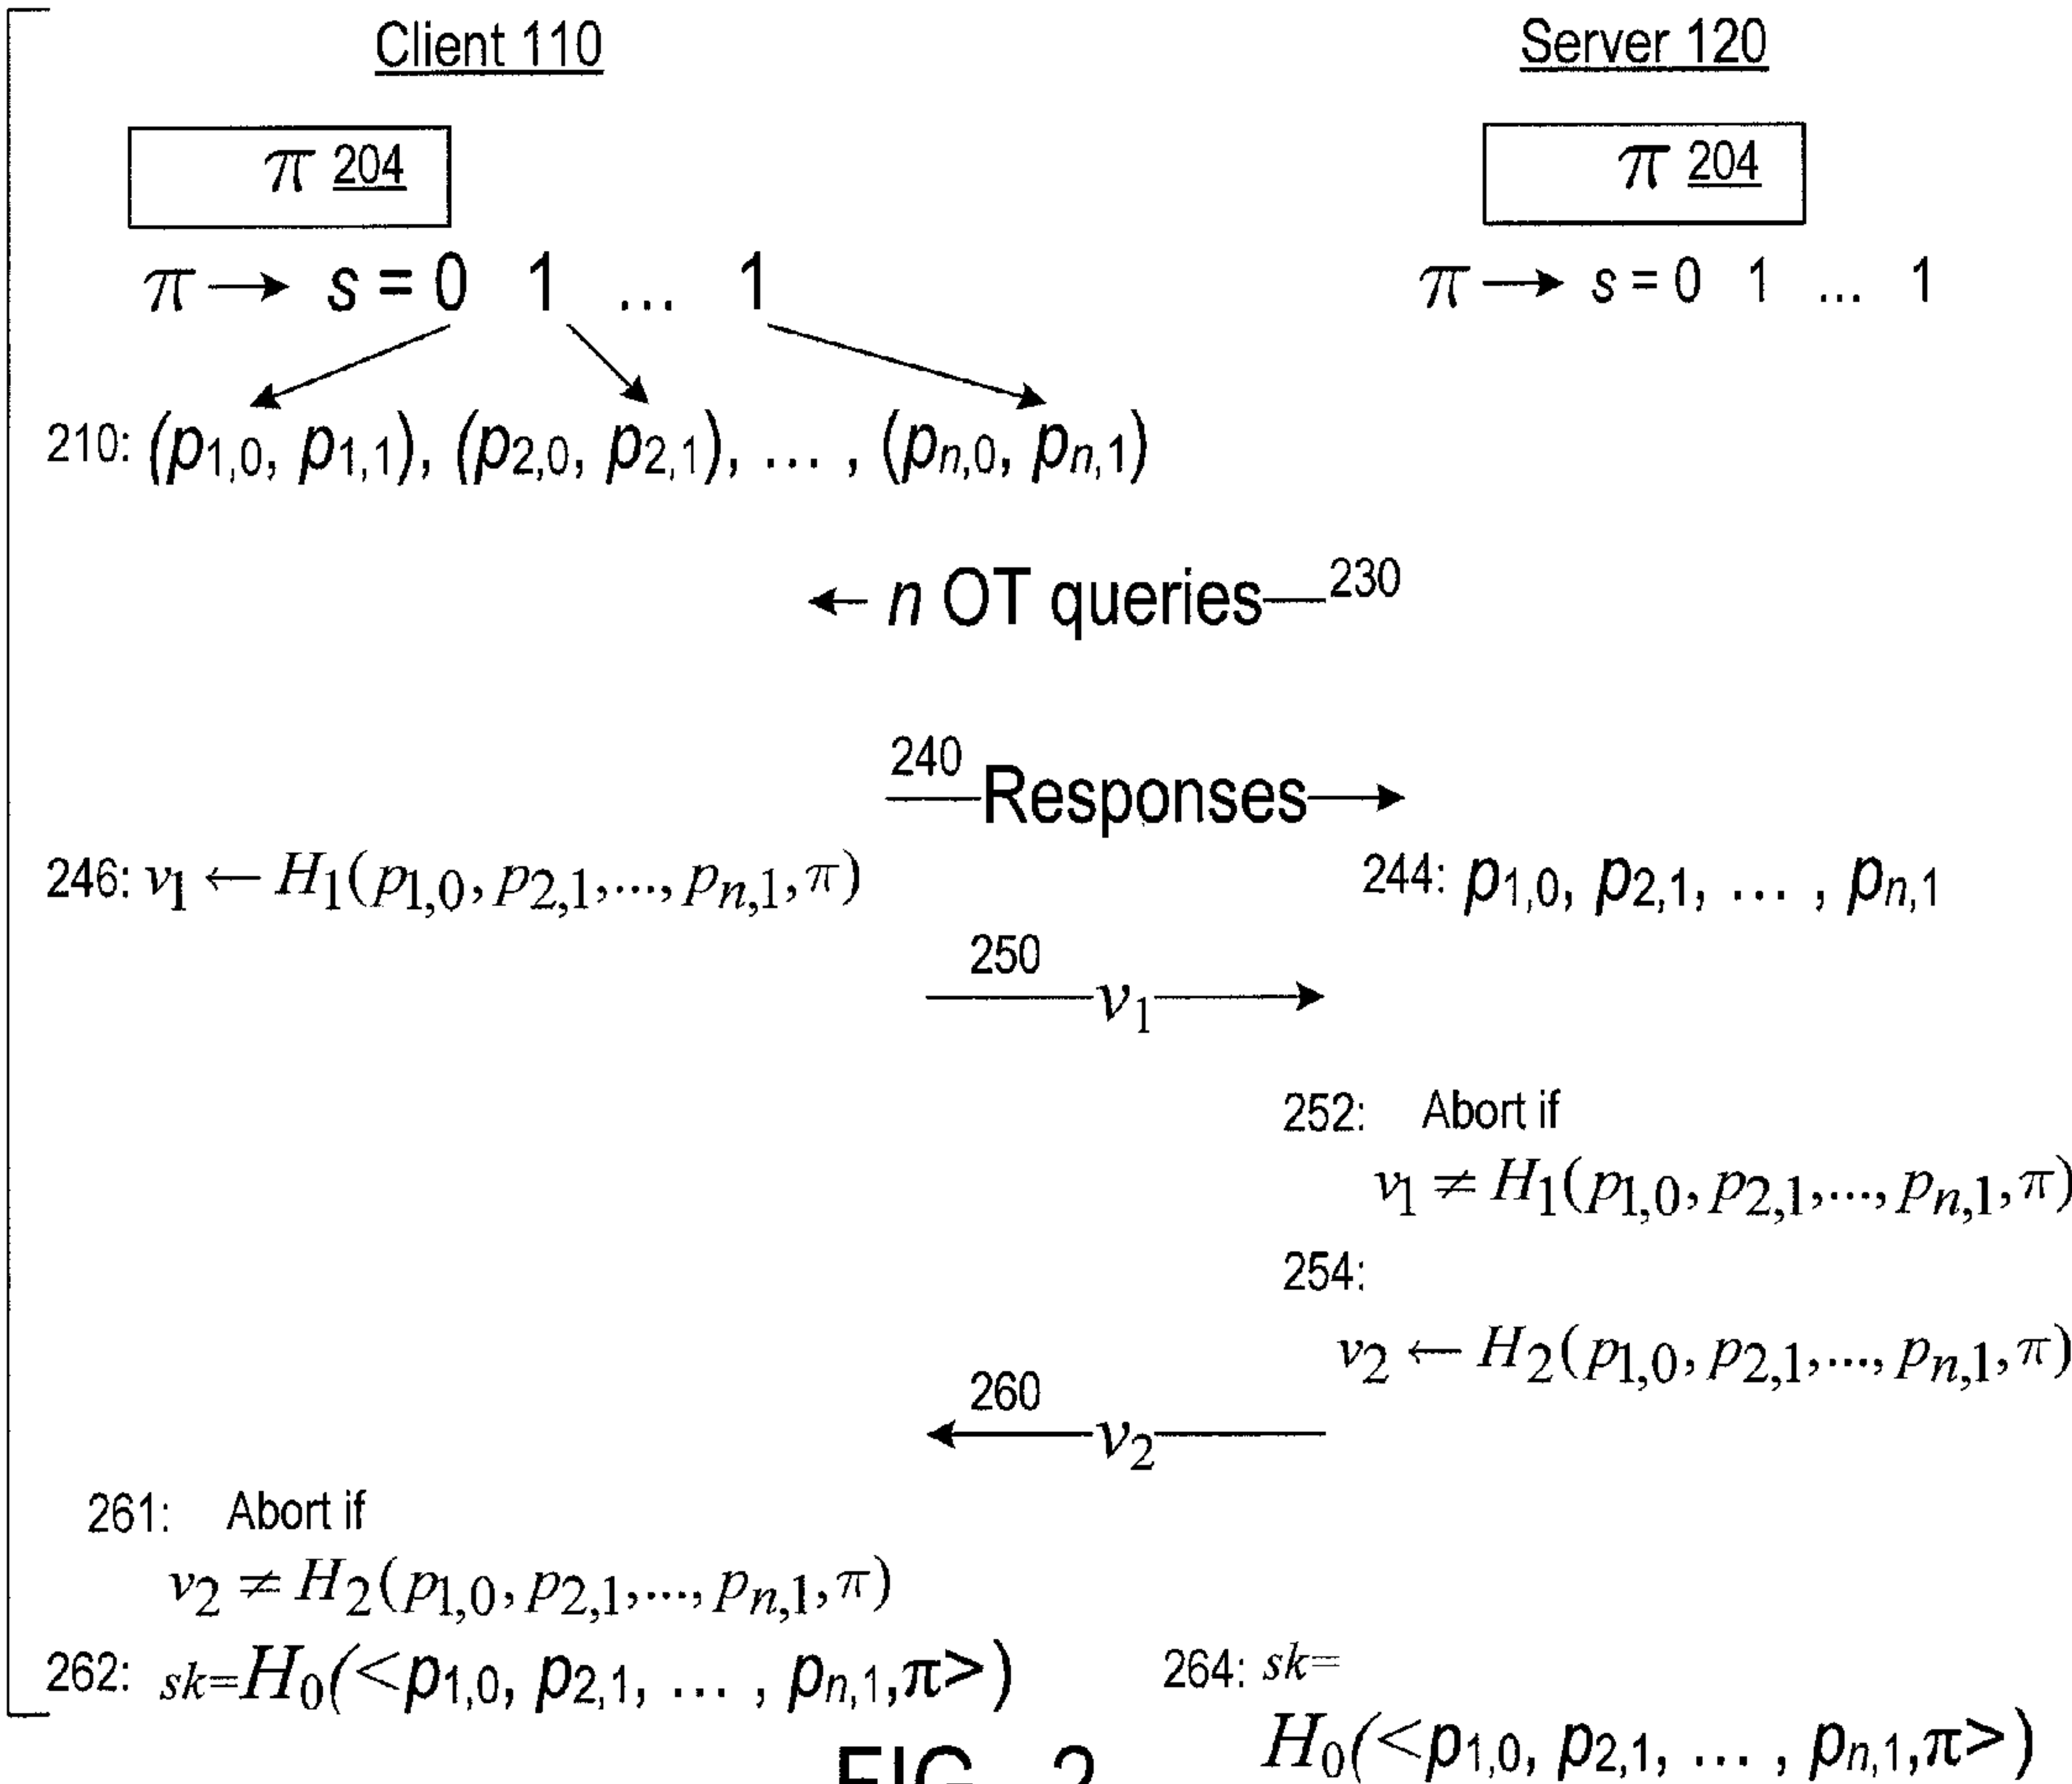 Client 110
Server 120
π 204
π 204
π → s = 0 1 ... 1
π → s = 0 1 ... 1
210: (p1,0, p1,1), (p2,0, p2,1), ... , (pn,0, pn,1)
← n OT queries—230
240
—Responses→
246: v1 ← H1(p1,0, p2,1,..., pn,1, π)
244: p1,0, p2,1, ... , pn,1
250
—v1→
252: Abort if
v1 ≠ H1(p1,0, p2,1,..., pn,1, π)
254:
v2 ← H2(p1,0, p2,1,..., pn,1, π)
260
←v2—
261: Abort if
v2 ≠ H2(p1,0, p2,1,..., pn,1, π)
262: sk=H0(<p1,0, p2,1, ... , pn,1,π>)
264: sk=
H0(<p1,0, p2,1, ... , pn,1,π>)
FIG. 2